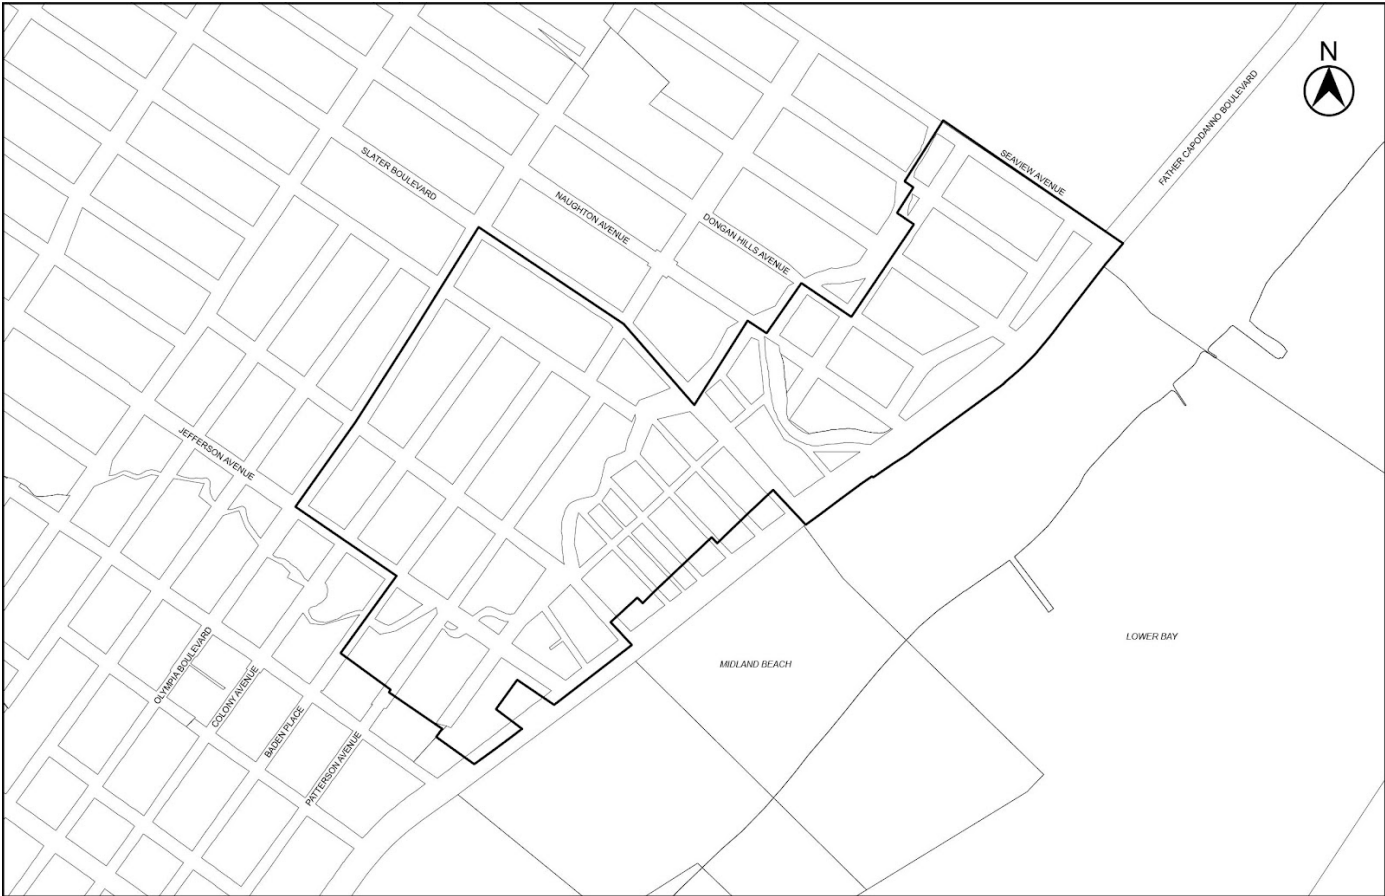 N
FATHER CAPODANNO BOULEVARD
SEAVIEW AVENUE
SLATER BOULEVARD
NAUGHTON AVENUE
DONGAN HILLS AVENUE
JEFFERSON AVENUE
LOWER BAY
MIDLAND BEACH
OLYMPIA BOULEVARD
COLONY AVENUE
BADEN PLACE
PATTERSON AVENUE